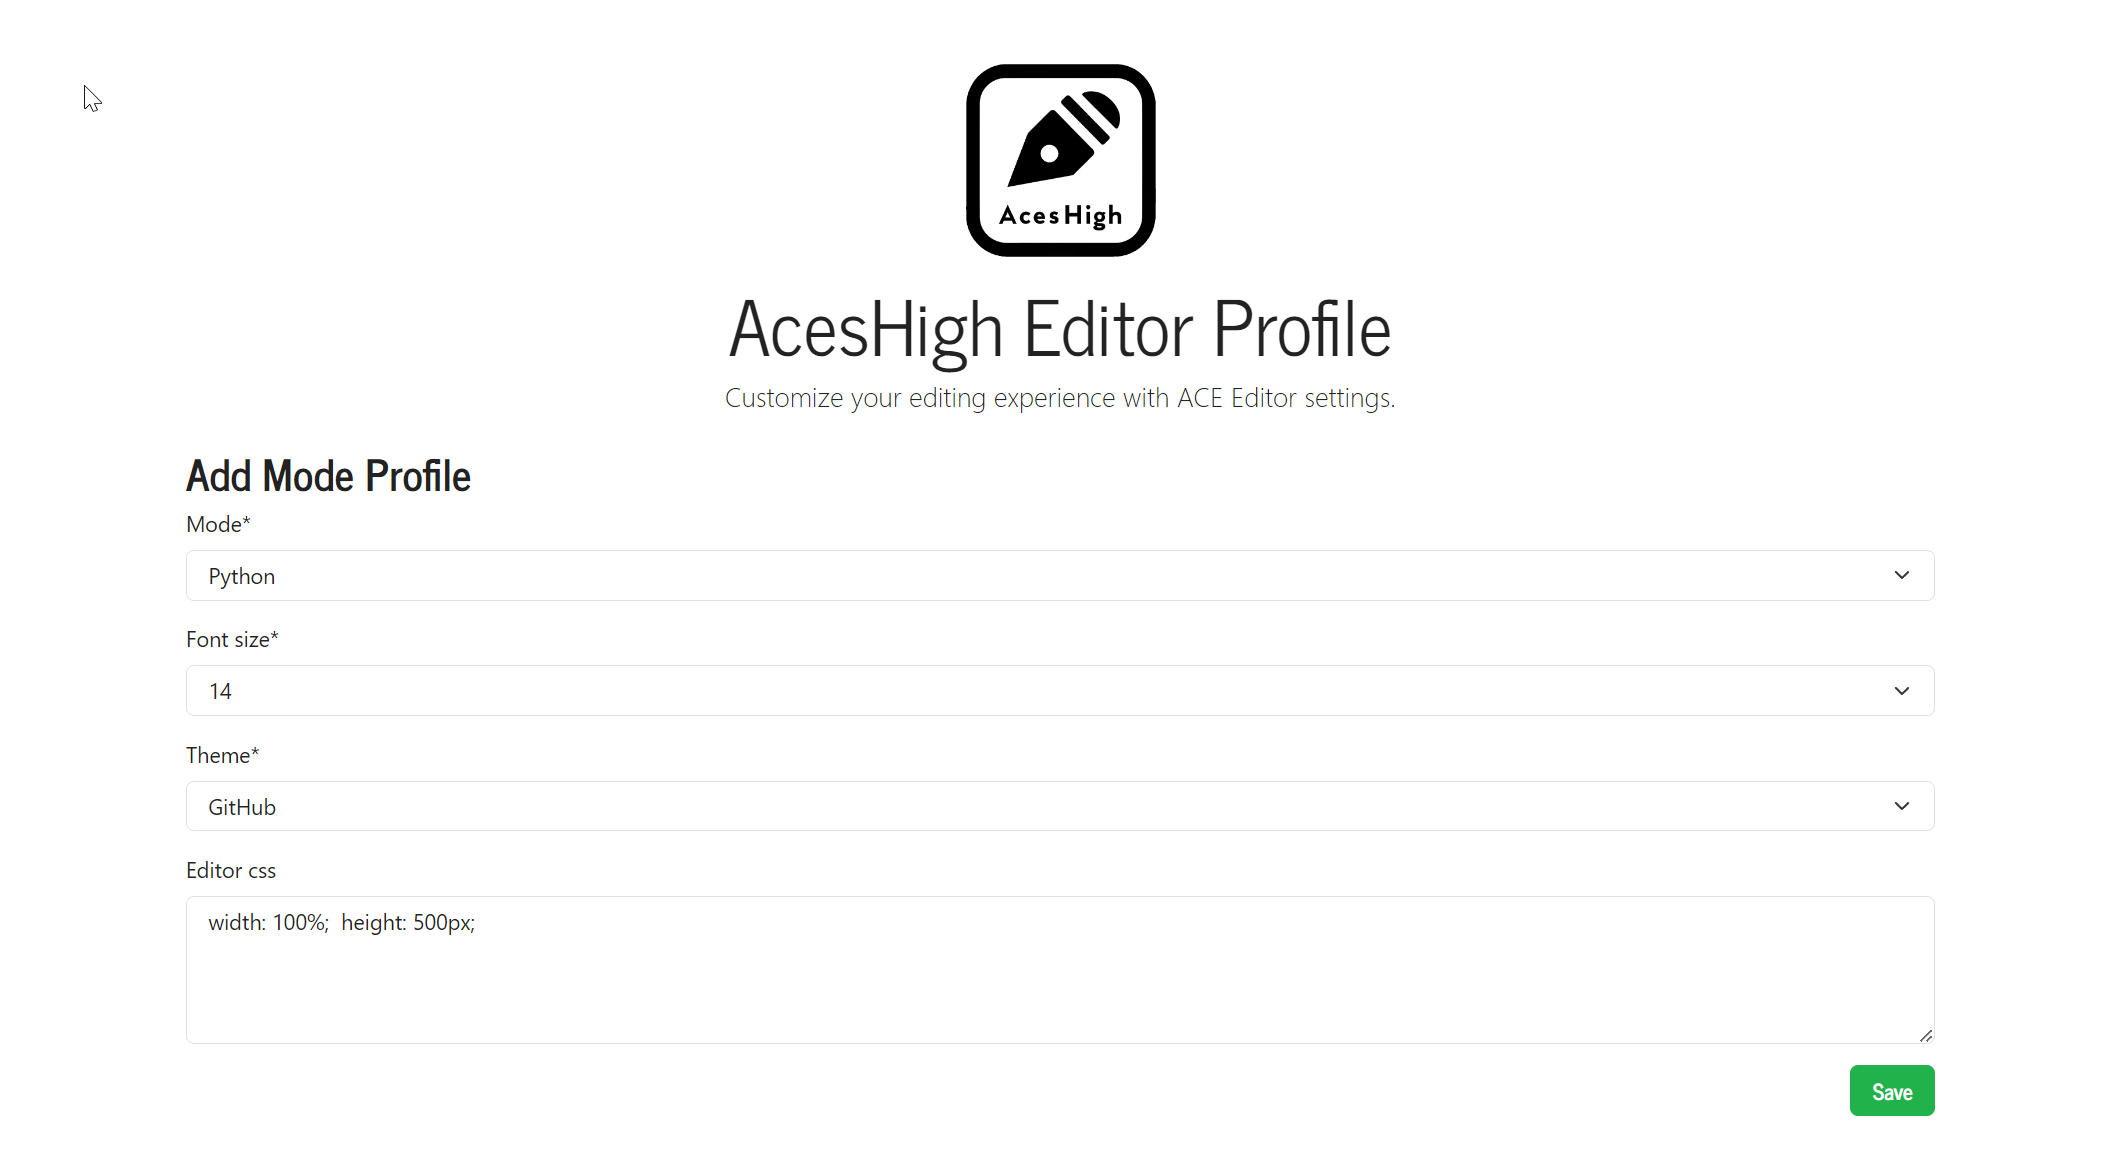 AcesHigh
AcesHigh Editor Profile
Customize your editing experience with ACE Editor settings.
Add Mode Profile
Mode*
Python
Font size*
14
Theme*
GitHub
Editor css
width: 100%;  height: 500px;
Save